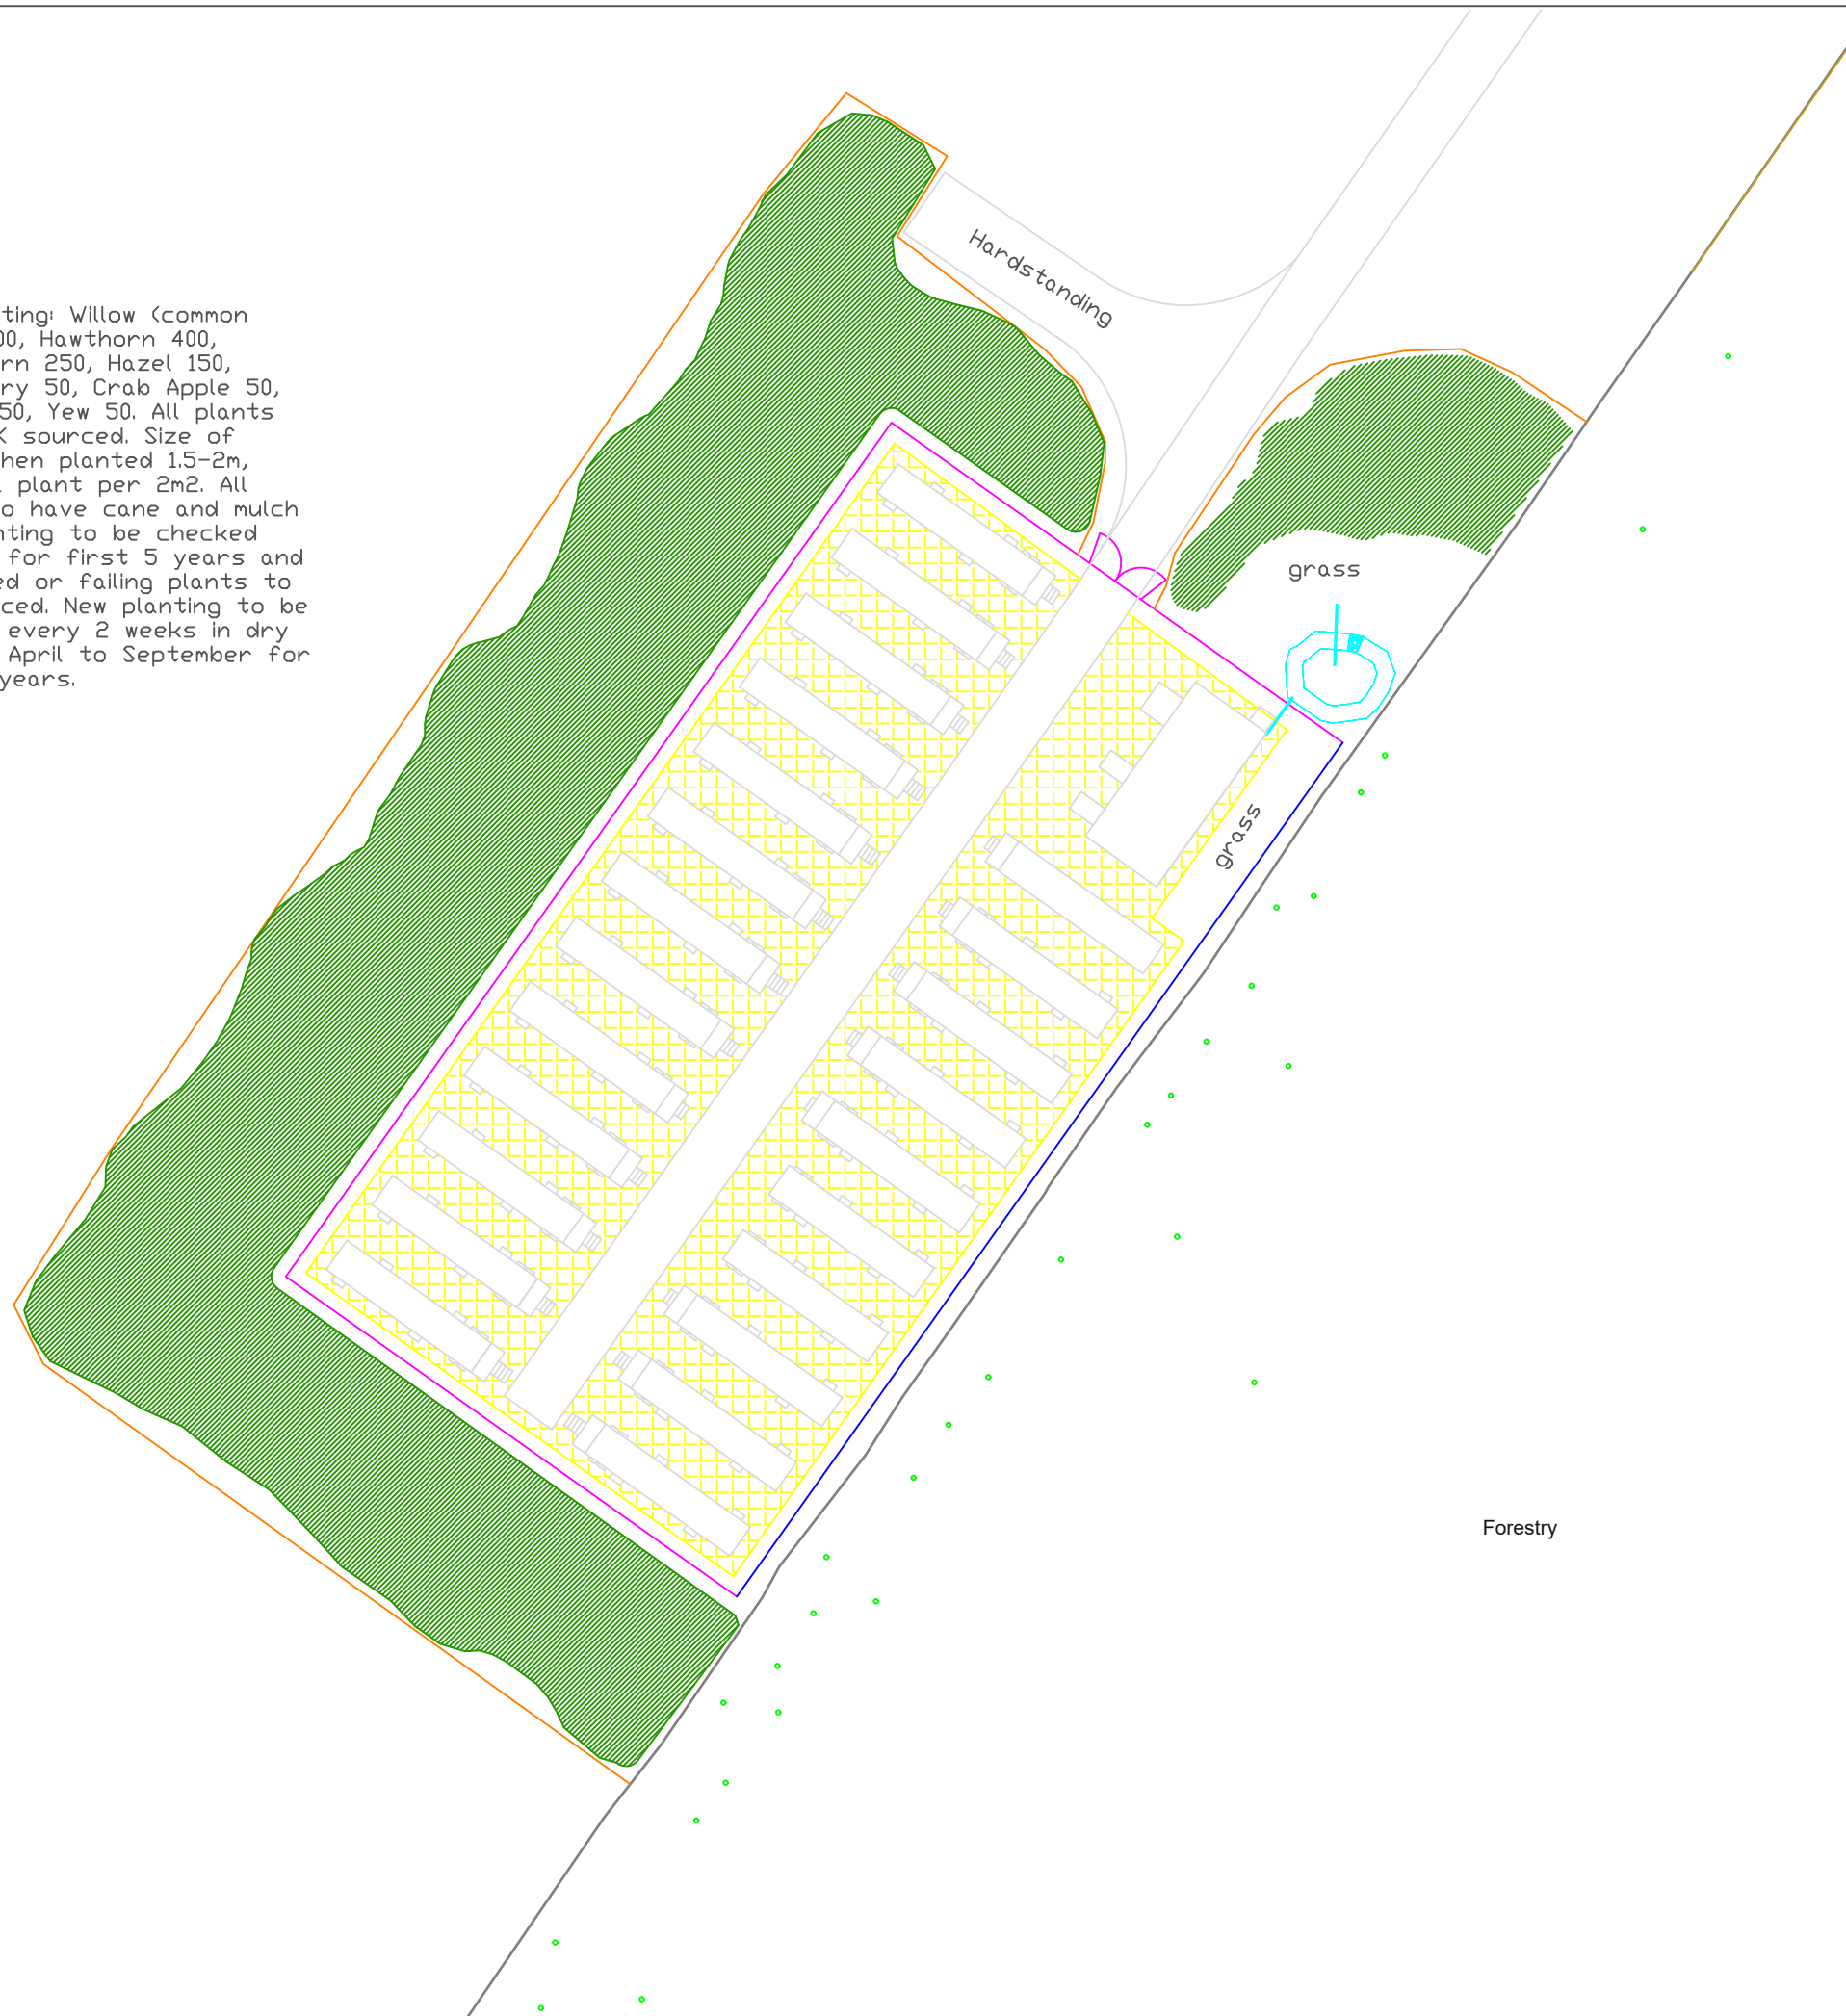 ting: Willow (common
00, Hawthorn 400,
rn 250, Hazel 150,
ry 50, Crab Apple 50,
50, Yew 50. All plants
K sourced. Size of
hen planted 1.5-2m,
plant per 2m2. All
o have cane and mulch
nting to be checked
for first 5 years and
ed or failing plants to
ced. New planting to be
every 2 weeks in dry
April to September for
years.
Hardstanding
grass
grass
Forestry